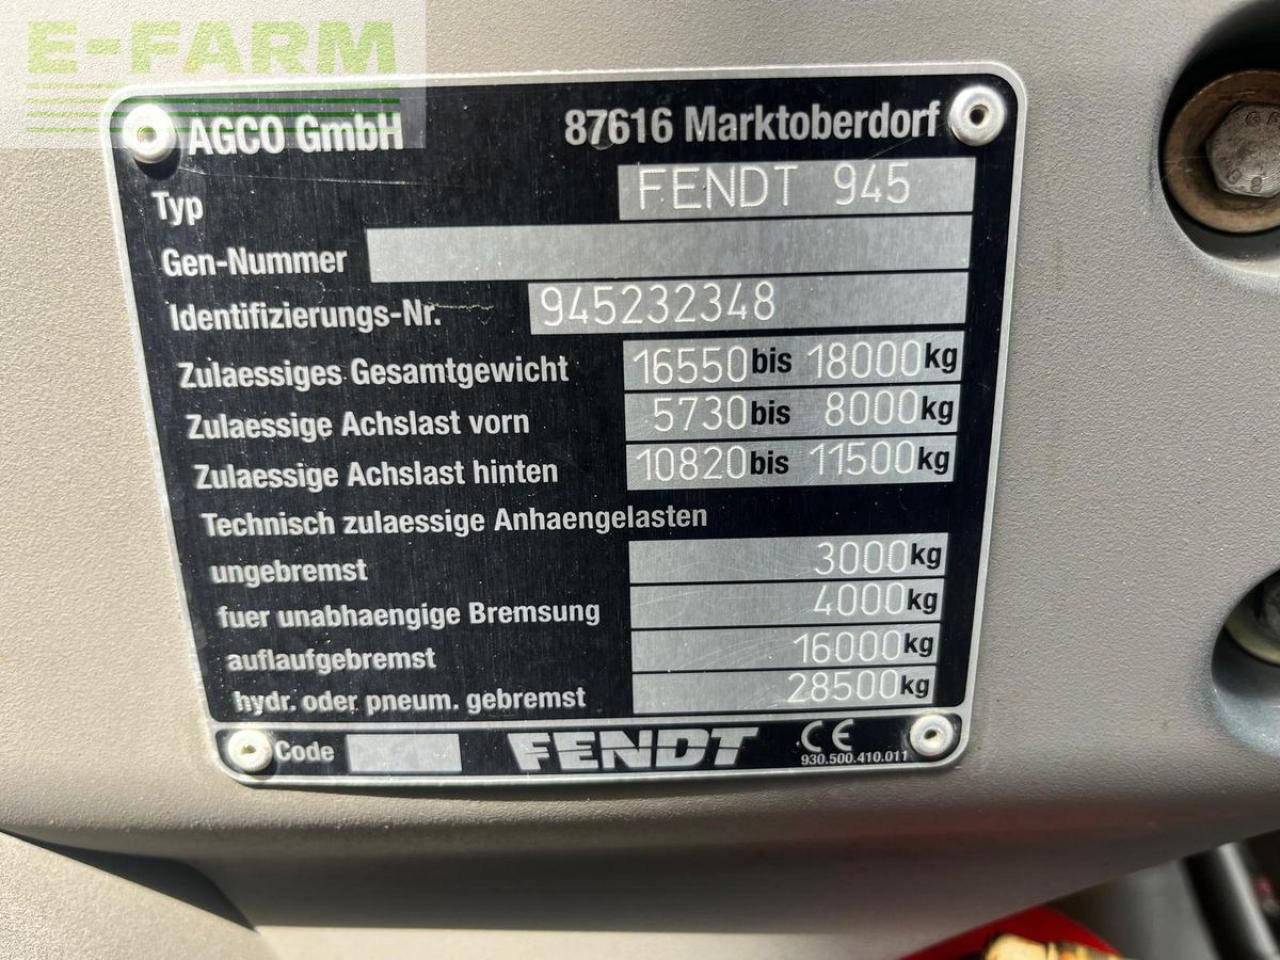 E-FARM
AGCO GmbH 87616 Marktoberdorf
Typ FENDT 945
Gen-Nummer
Identifizierungs-Nr. 945232348
Zulaessiges Gesamtgewicht 16550 bis 18000 kg
Zulaessige Achslast vorn 5730 bis 8000 kg
Zulaessige Achslast hinten 10820 bis 11500 kg
Technisch zulaessige Anhaengelasten
ungebremst 3000 kg
fuer unabhaengige Bremsung 4000 kg
auflaufgebremst 16000 kg
hydr. oder pneum. gebremst 28500 kg
Code FENDT CE
930.500.410.011